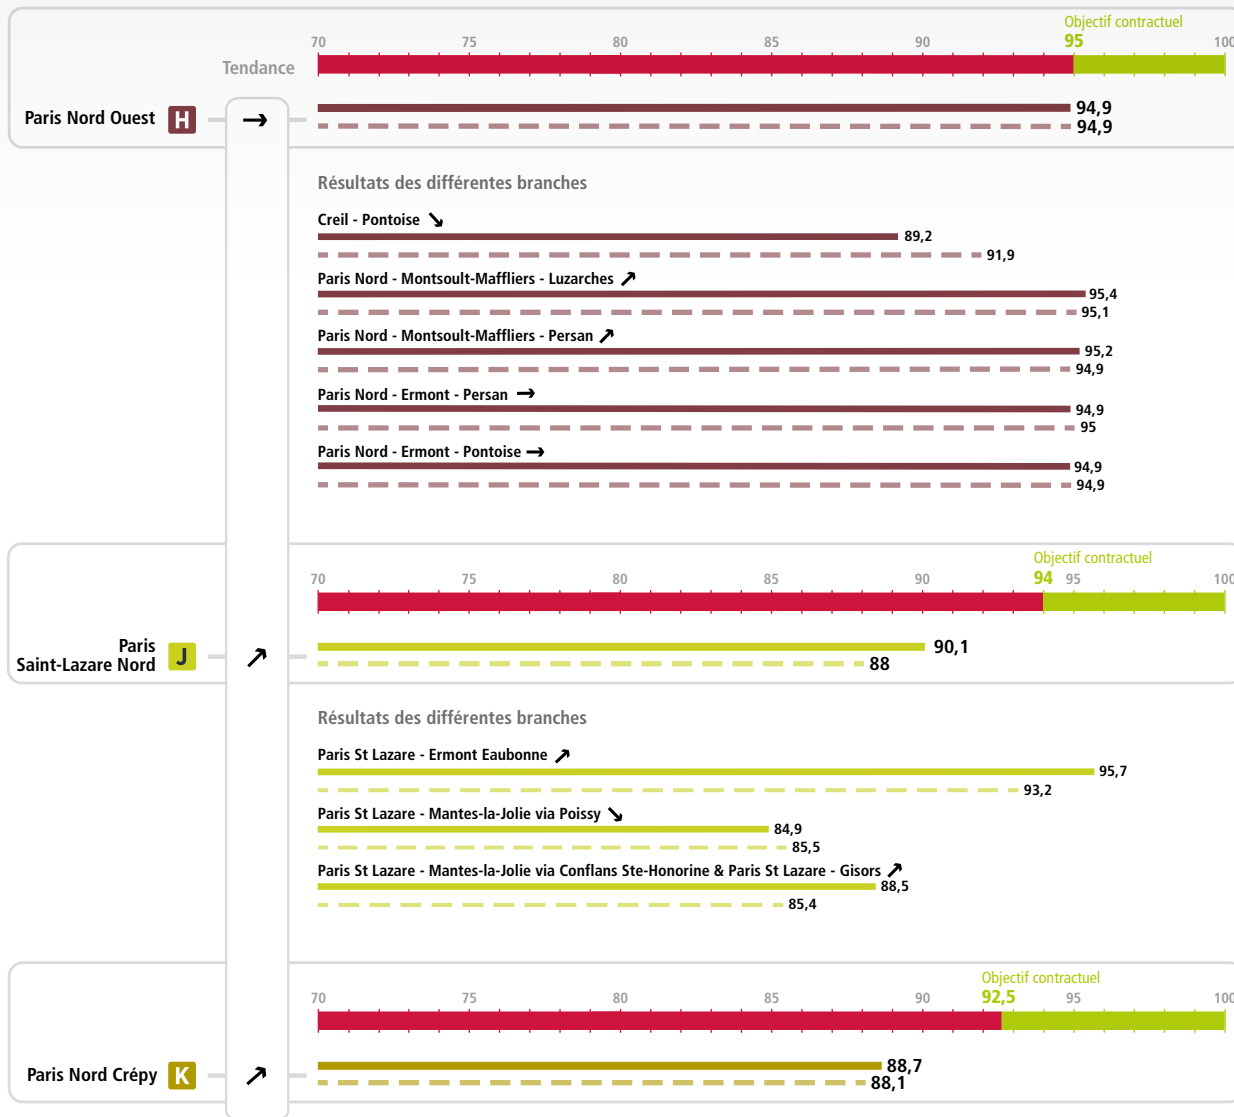 Objectif contractuel
70 75 80 85 90 95 100
Tendance
Paris Nord Ouest H
94,9
94,9
Résultats des différentes branches
Creil - Pontoise
89,2
91,9
Paris Nord - Montsoult-Maffliers - Luzarches
95,4
95,1
Paris Nord - Montsoult-Maffliers - Persan
95,2
94,9
Paris Nord - Ermont - Persan
94,9
95
Paris Nord - Ermont - Pontoise
94,9
94,9
Objectif contractuel
70 75 80 85 90 94 95 100
Paris
Saint-Lazare Nord
J
90,1
88
Résultats des différentes branches
Paris St Lazare - Ermont Eaubonne
95,7
93,2
Paris St Lazare - Mantes-la-Jolie via Poissy
84,9
85,5
Paris St Lazare - Mantes-la-Jolie via Conflans Ste-Honorine & Paris St Lazare - Gisors
88,5
85,4
Objectif contractuel
70 75 80 85 90 92,5 95 100
Paris Nord Crépy K
88,7
88,1